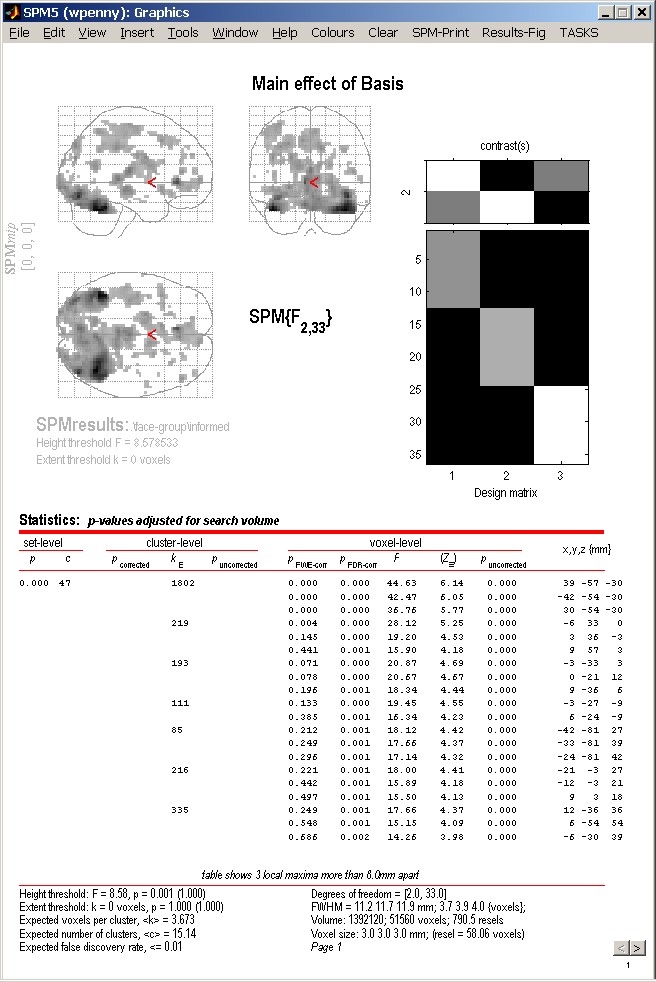 SPM5 (wpenny): Graphics
File Edit View Insert Tools Window Help Colours Clear SPM-Print Results-Fig TASKS
Main effect of Basis
contrast(s)
2
SPMmip
[0, 0, 0]
<
<
<
SPM{F2,33}
5
10
15
20
25
30
35
1 2 3
Design matrix
SPMresults: .\face-group\informed
Height threshold F = 8.578533
Extent threshold k = 0 voxels
Statistics: p-values adjusted for search volume
set-level cluster-level voxel-level x,y,z {mm}
p c p corrected k E p uncorrected p FWE-corr p FDR-corr F (Z≡) p uncorrected
0.000 47 1802 0.000 0.000 44.63 6.14 0.000 39 -57 -30
0.000 0.000 42.47 6.05 0.000 -42 -54 -30
0.000 0.000 36.76 5.77 0.000 30 -54 -30
219 0.004 0.000 28.12 5.25 0.000 -6 33 0
0.145 0.000 19.20 4.53 0.000 3 36 -3
0.441 0.001 15.90 4.18 0.000 9 57 3
193 0.071 0.000 20.87 4.69 0.000 -3 -33 3
0.078 0.000 20.67 4.67 0.000 0 -21 12
0.196 0.001 18.34 4.44 0.000 9 -36 6
111 0.133 0.000 19.45 4.55 0.000 -3 -27 -9
0.385 0.001 16.34 4.23 0.000 6 -24 -9
85 0.212 0.001 18.12 4.42 0.000 -42 -81 27
0.249 0.001 17.66 4.37 0.000 -33 -81 39
0.296 0.001 17.14 4.32 0.000 -24 -81 42
216 0.221 0.001 18.00 4.41 0.000 -21 -3 27
0.442 0.001 15.89 4.18 0.000 -12 -3 21
0.497 0.001 15.50 4.13 0.000 9 3 18
335 0.249 0.001 17.66 4.37 0.000 12 -36 36
0.548 0.001 15.15 4.09 0.000 6 -54 54
0.686 0.002 14.26 3.98 0.000 -6 -30 39
table shows 3 local maxima more than 8.0mm apart
Height threshold: F = 8.58, p = 0.001 (1.000)
Extent threshold: k = 0 voxels, p = 1.000 (1.000)
Expected voxels per cluster, <k> = 3.673
Expected number of clusters, <c> = 15.14
Expected false discovery rate, <= 0.01
Degrees of freedom = [2.0, 33.0]
FWHM = 11.2 11.7 11.9 mm; 3.7 3.9 4.0 {voxels};
Volume: 1392120; 51560 voxels; 790.5 resels
Voxel size: 3.0 3.0 3.0 mm; (resel = 58.06 voxels)
Page 1
< >
1